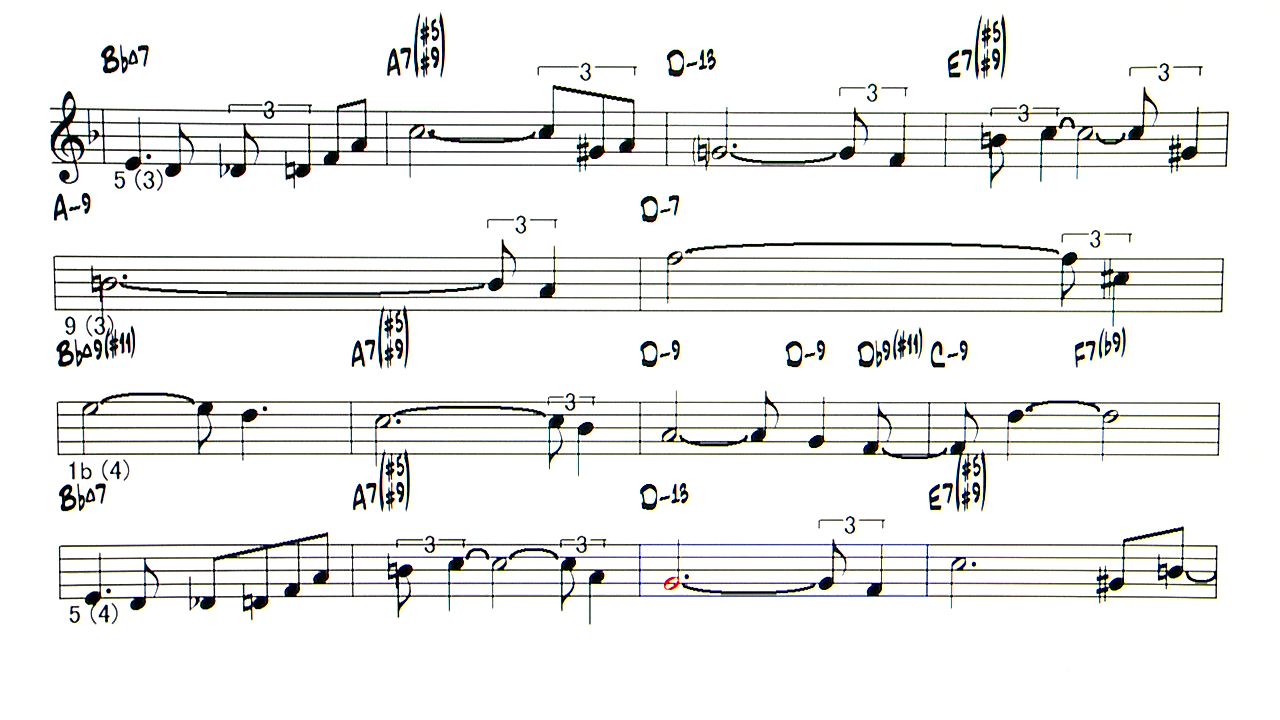 Bb∆7 A7(#5 #9) D-13 E7(#5 #9)
3 3 3 3 3
5 (3)
A-9 D-7
3 3
9 (3)
Bb∆9(#11) A7(#5 #9) D-9 D-9 Db9(#11) C-9 F7(b9)
3
1b (4)
Bb∆7 A7(#5 #9) D-13 E7(#5 #9)
3 3 3
5 (4)